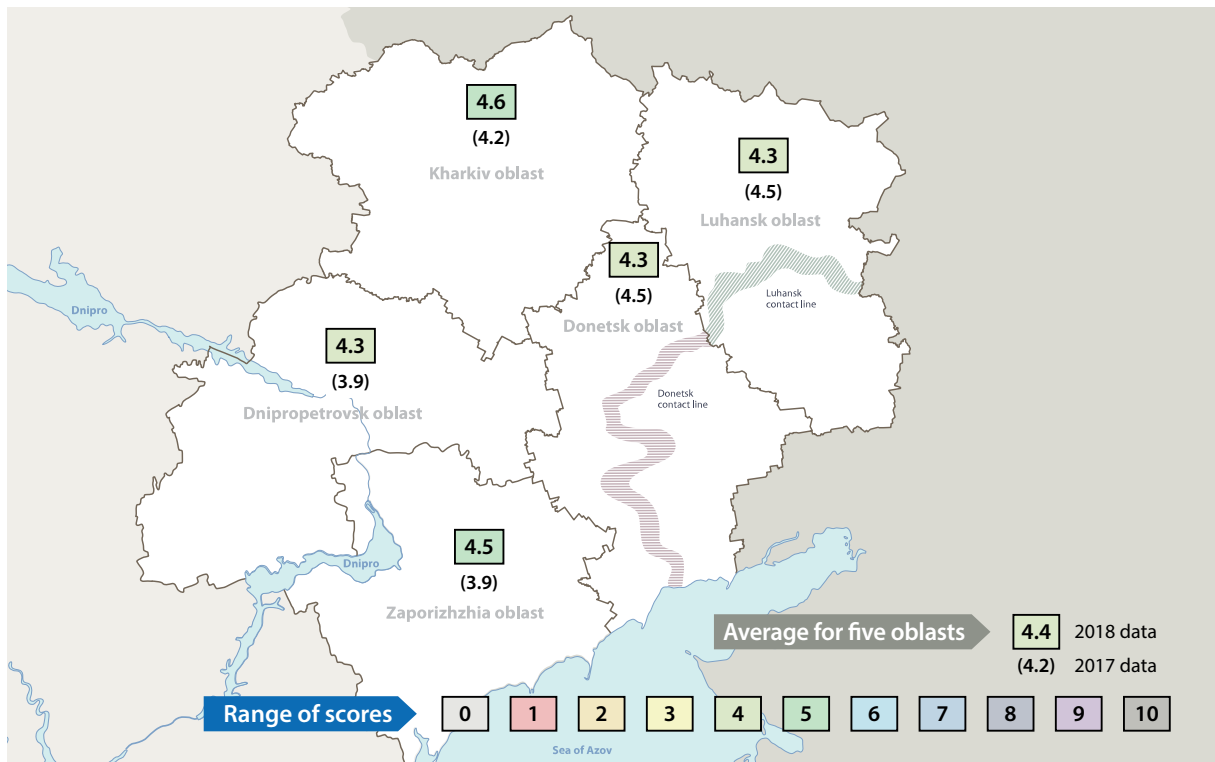 4.6
(4.2)
Kharkiv oblast
4.3
(4.5)
Luhansk oblast
4.3
(4.5)
Donetsk oblast
Luhansk
contact line
Dnipro
4.3
(3.9)
Dnipropetrovsk oblast
Donetsk
contact line
4.5
(3.9)
Zaporizhzhia oblast
Dnipro
Average for five oblasts
4.4 2018 data
(4.2) 2017 data
Range of scores
0 1 2 3 4 5 6 7 8 9 10
Sea of Azov